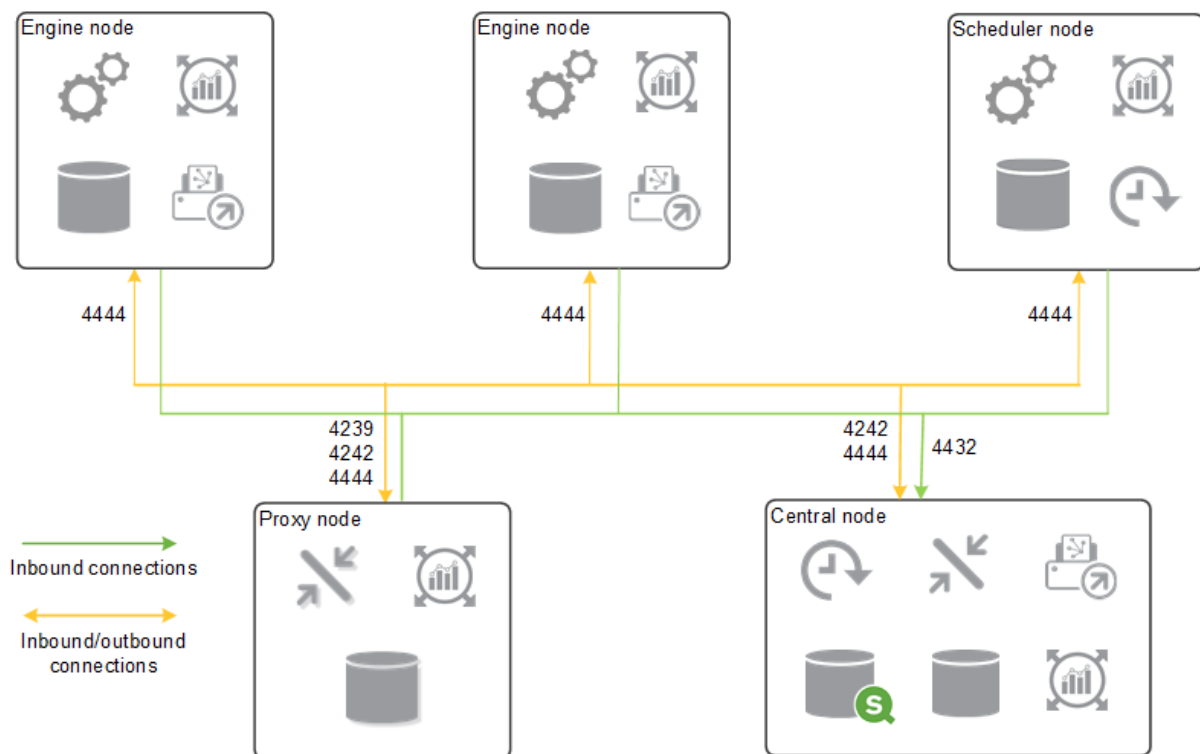 Engine node
Engine node
Scheduler node
4444
4444
4444
4239
4242
4444
4242
4444
4432
Proxy node
Central node
Inbound connections
Inbound/outbound
connections
S